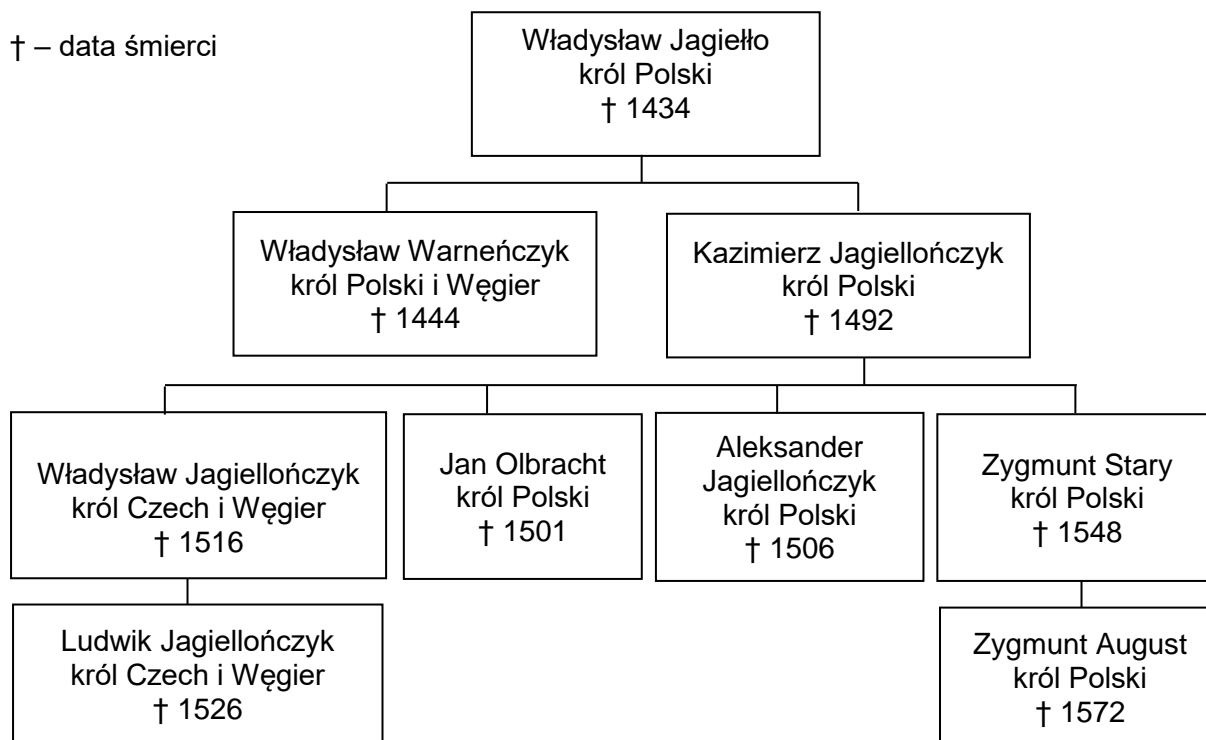 † – data śmierci
Władysław Jagiełło
król Polski
† 1434
Władysław Warneńczyk
król Polski i Węgier
† 1444
Kazimierz Jagiellończyk
król Polski
† 1492
Władysław Jagiellończyk
król Czech i Węgier
† 1516
Jan Olbracht
król Polski
† 1501
Aleksander
Jagiellończyk
król Polski
† 1506
Zygmunt Stary
król Polski
† 1548
Ludwik Jagiellończyk
król Czech i Węgier
† 1526
Zygmunt August
król Polski
† 1572